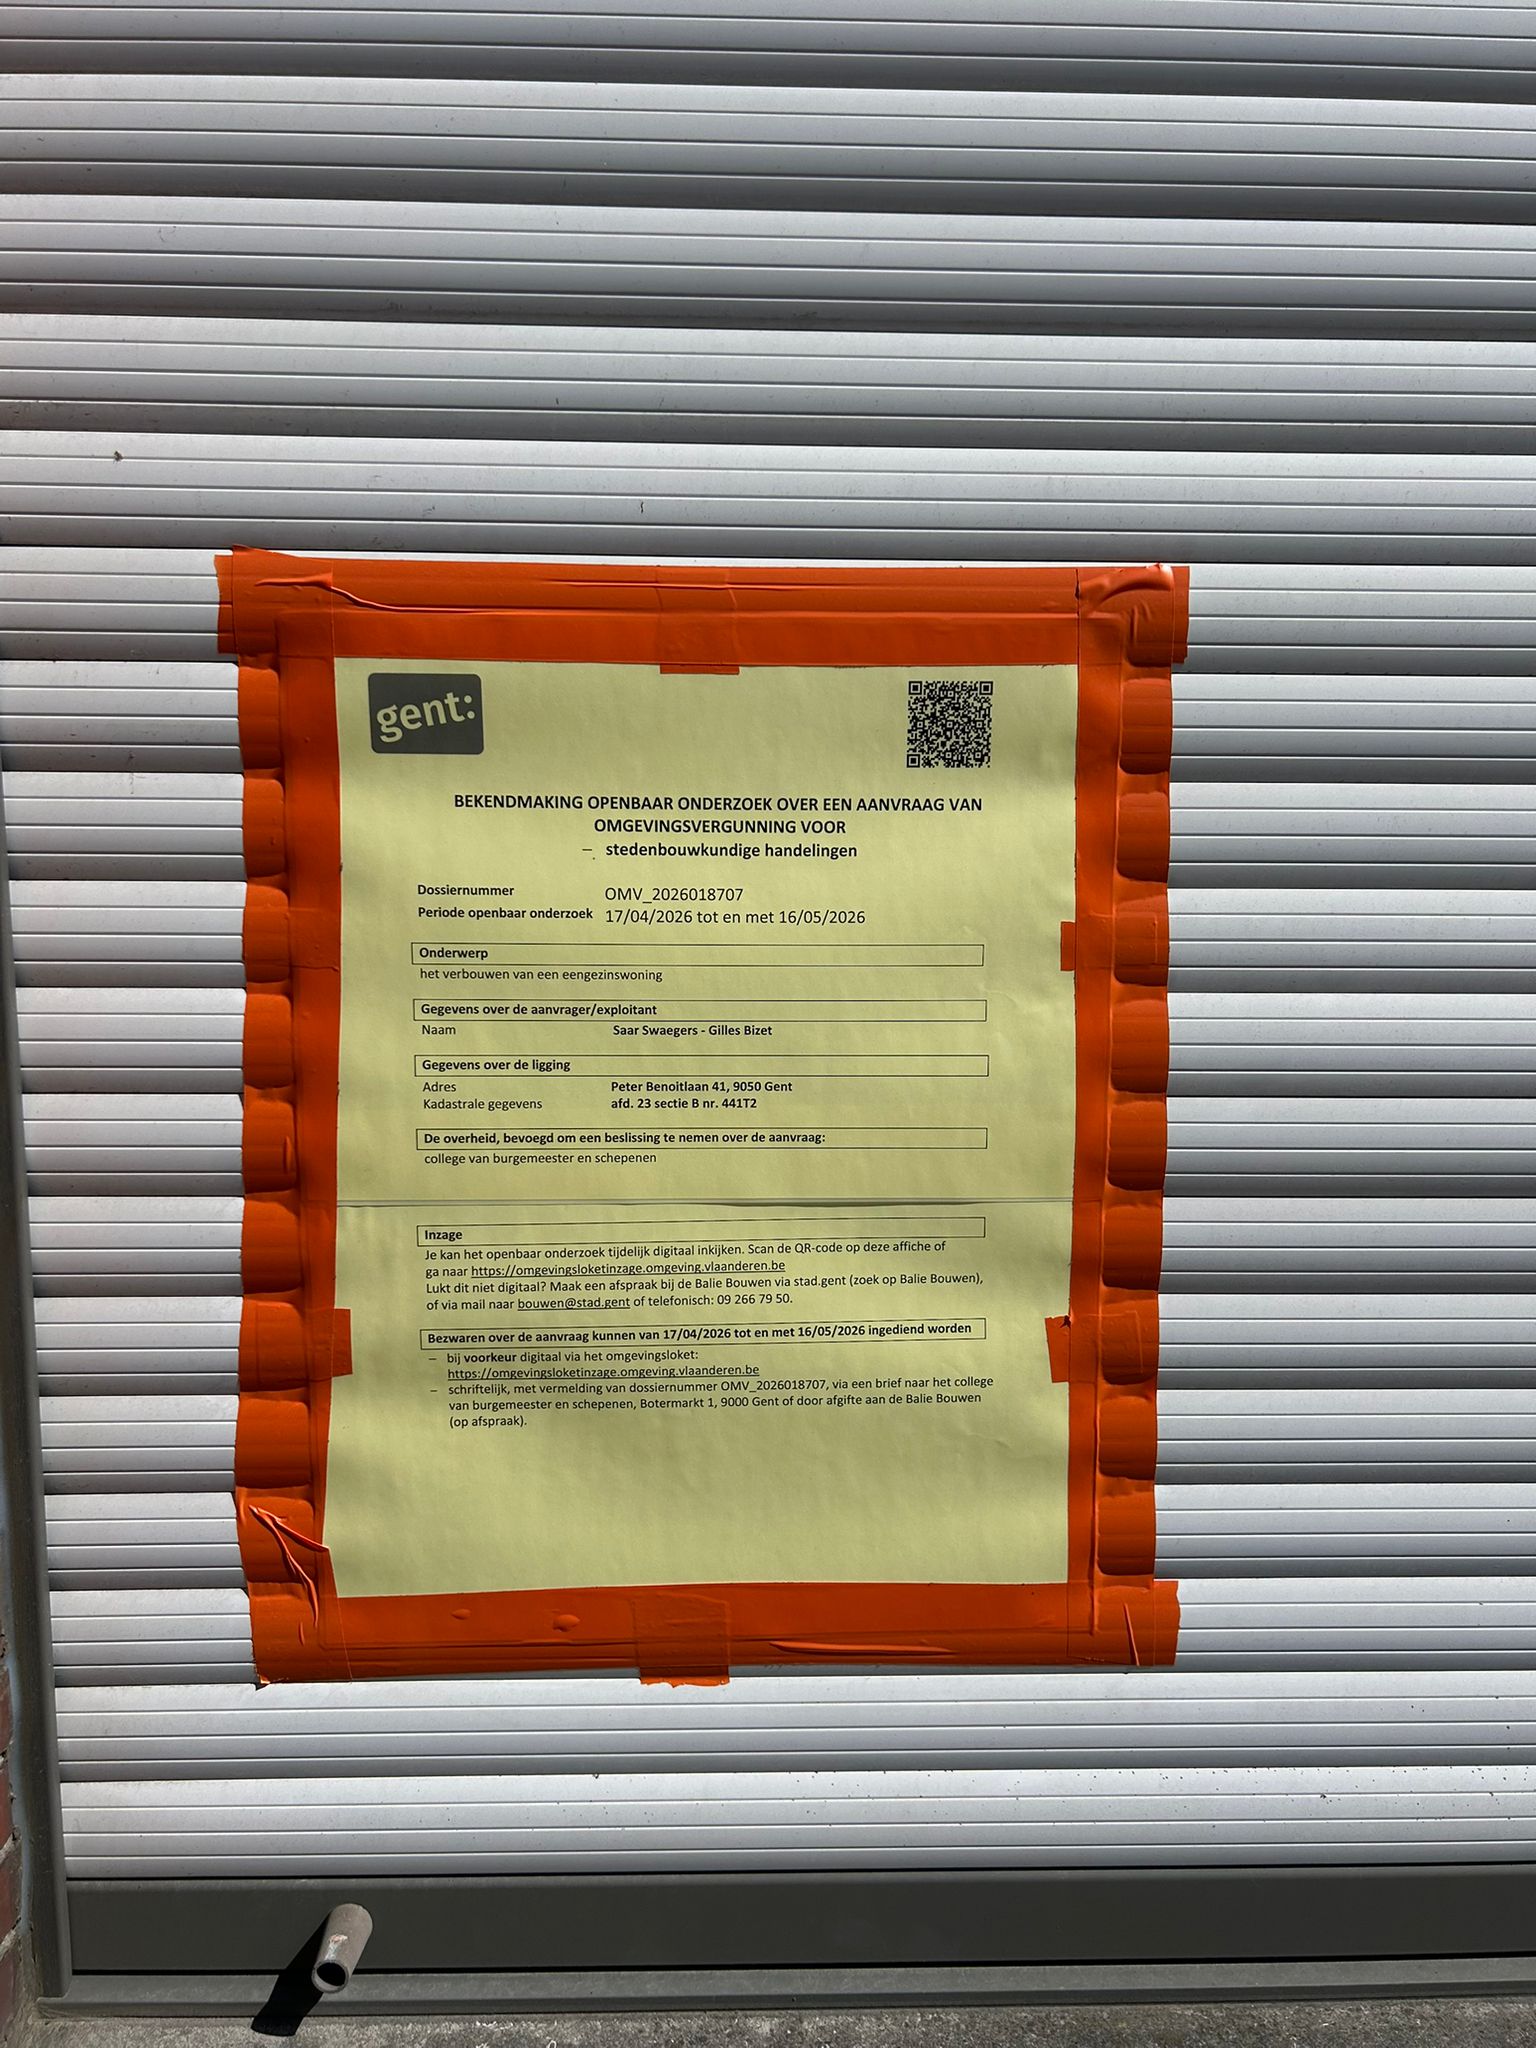 gent:
BEKENDMAKING OPENBAAR ONDERZOEK OVER EEN AANVRAAG VAN
OMGEVINGSVERGUNNING VOOR
– stedenbouwkundige handelingen
Dossiernummer OMV_2026018707
Periode openbaar onderzoek 17/04/2026 tot en met 16/05/2026
Onderwerp
het verbouwen van een eengezinswoning
Gegevens over de aanvrager/exploitant
Naam Saar Swaegers - Gilles Bizet
Gegevens over de ligging
Adres Peter Benoitlaan 41, 9050 Gent
Kadastrale gegevens afd. 23 sectie B nr. 441T2
De overheid, bevoegd om een beslissing te nemen over de aanvraag:
college van burgemeester en schepenen
Inzage
Je kan het openbaar onderzoek tijdelijk digitaal inkijken. Scan de QR-code op deze affiche of
ga naar https://omgevingsloketinzage.omgeving.vlaanderen.be
Lukt dit niet digitaal? Maak een afspraak bij de Balie Bouwen via stad.gent (zoek op Balie Bouwen),
of via mail naar bouwen@stad.gent of telefonisch: 09 266 79 50.
Bezwaren over de aanvraag kunnen van 17/04/2026 tot en met 16/05/2026 ingediend worden
– bij voorkeur digitaal via het omgevingsloket:
https://omgevingsloketinzage.omgeving.vlaanderen.be
– schriftelijk, met vermelding van dossiernummer OMV_2026018707, via een brief naar het college
van burgemeester en schepenen, Botermarkt 1, 9000 Gent of door afgifte aan de Balie Bouwen
(op afspraak).